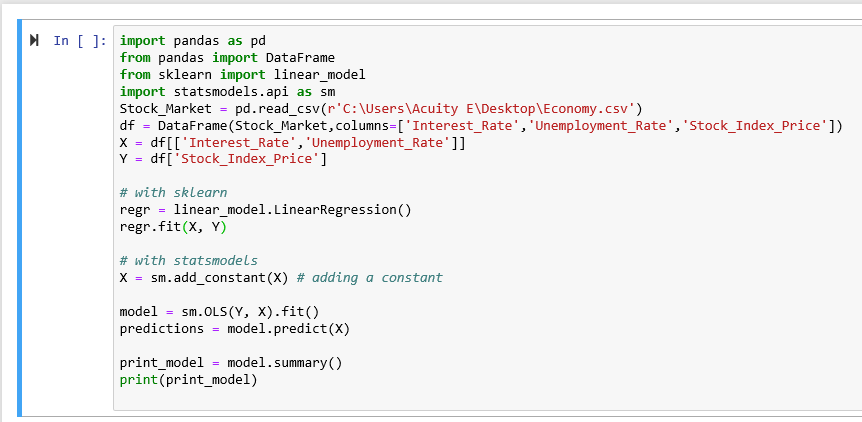 In [ ]: import pandas as pd
from pandas import DataFrame
from sklearn import linear_model
import statsmodels.api as sm
Stock_Market = pd.read_csv(r'C:\Users\Acuity E\Desktop\Economy.csv')
df = DataFrame(Stock_Market,columns=['Interest_Rate','Unemployment_Rate','Stock_Index_Price'])
X = df[['Interest_Rate','Unemployment_Rate']]
Y = df['Stock_Index_Price']
# with sklearn
regr = linear_model.LinearRegression()
regr.fit(X, Y)
# with statsmodels
X = sm.add_constant(X) # adding a constant
model = sm.OLS(Y, X).fit()
predictions = model.predict(X)
print_model = model.summary()
print(print_model)